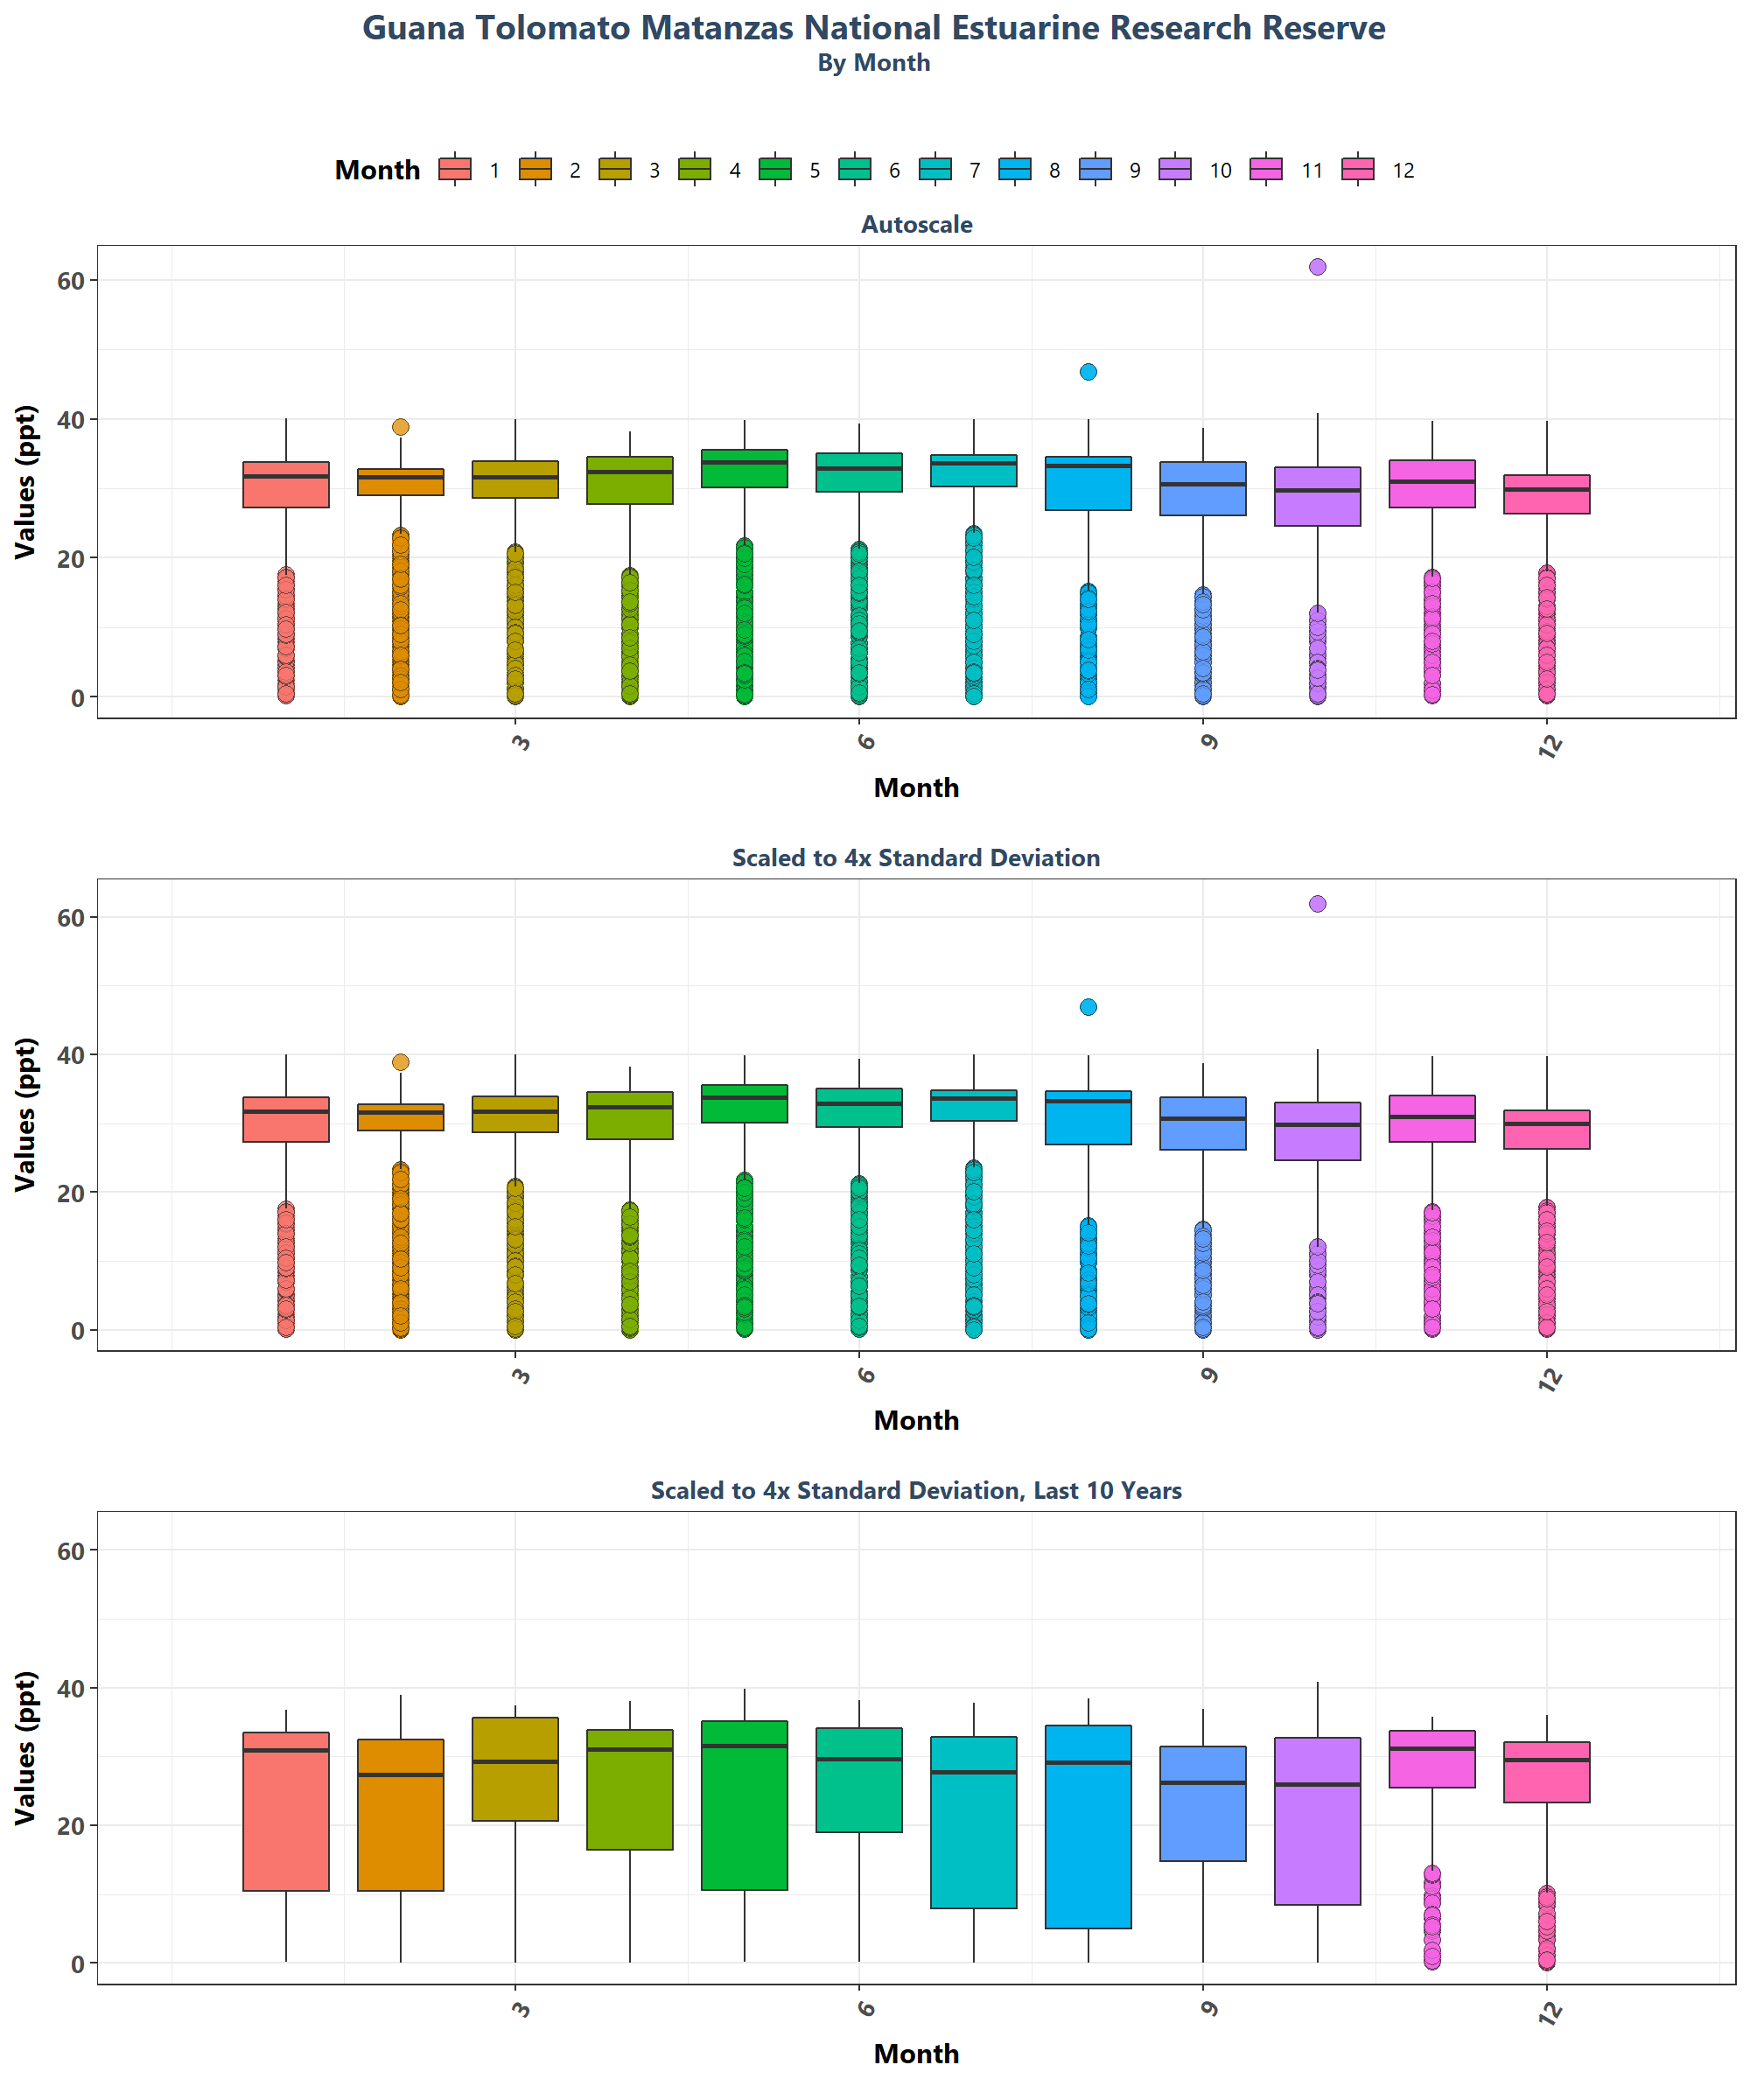 Guana Tolomato Matanzas National Estuarine Research Reserve
By Month
Month 1 2 3 4 5 6 7 8 9 10 11 12
Autoscale
Values (ppt)
60
40
20
0
3 6 9 12
Month
Scaled to 4x Standard Deviation
Values (ppt)
60
40
20
0
3 6 9 12
Month
Scaled to 4x Standard Deviation, Last 10 Years
Values (ppt)
60
40
20
0
3 6 9 12
Month